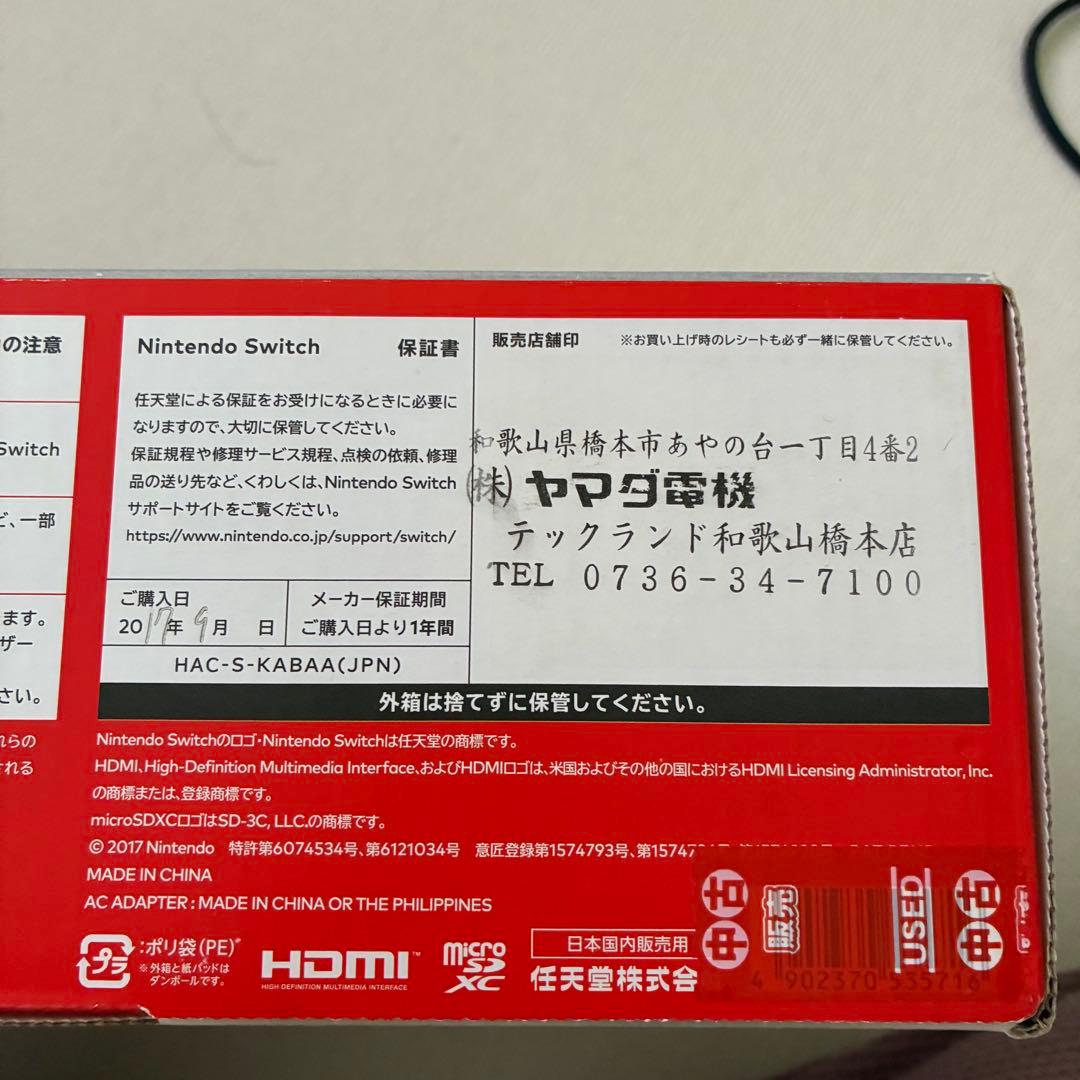 の注意
Switch
ど、一部
ます。
ザー
さい。
れらの
される
Nintendo Switch 保証書
任天堂による保証をお受けになるときに必要に
なりますので、大切に保管してください。
保証規程や修理サービス規程、点検の依頼、修理
品の送り先など、くわしくは、Nintendo Switch
サポートサイトをご覧ください。
https://www.nintendo.co.jp/support/switch/
ご購入日
2017年 9月 日
メーカー保証期間
ご購入日より1年間
HAC-S-KABAA(JPN)
販売店舗印 ※お買い上げ時のレシートも必ず一緒に保管してください。
和歌山県橋本市あやの台一丁目4番2
(株) ヤマダ電機
テックランド和歌山橋本店
TEL 0736-34-7100
外箱は捨てずに保管してください。
Nintendo Switchのロゴ・Nintendo Switchは任天堂の商標です。
HDMI、High-Definition Multimedia Interface、およびHDMIロゴは、米国およびその他の国におけるHDMI Licensing Administrator, Inc.
の商標または、登録商標です。
microSDXCロゴはSD-3C, LLC.の商標です。
© 2017 Nintendo 特許第6074534号、第6121034号 意匠登録第1574793号、第15747
MADE IN CHINA
AC ADAPTER : MADE IN CHINA OR THE PHILIPPINES
プラ
:ポリ袋(PE)
※外箱と紙パッドは
ダンボールです。
HDMI™
HIGH DEFINITION MULTIMEDIA INTERFACE
micro
SD
XC
日本国内販売用
任天堂株式会
中古
販売
USED
中古
4 902370 535716